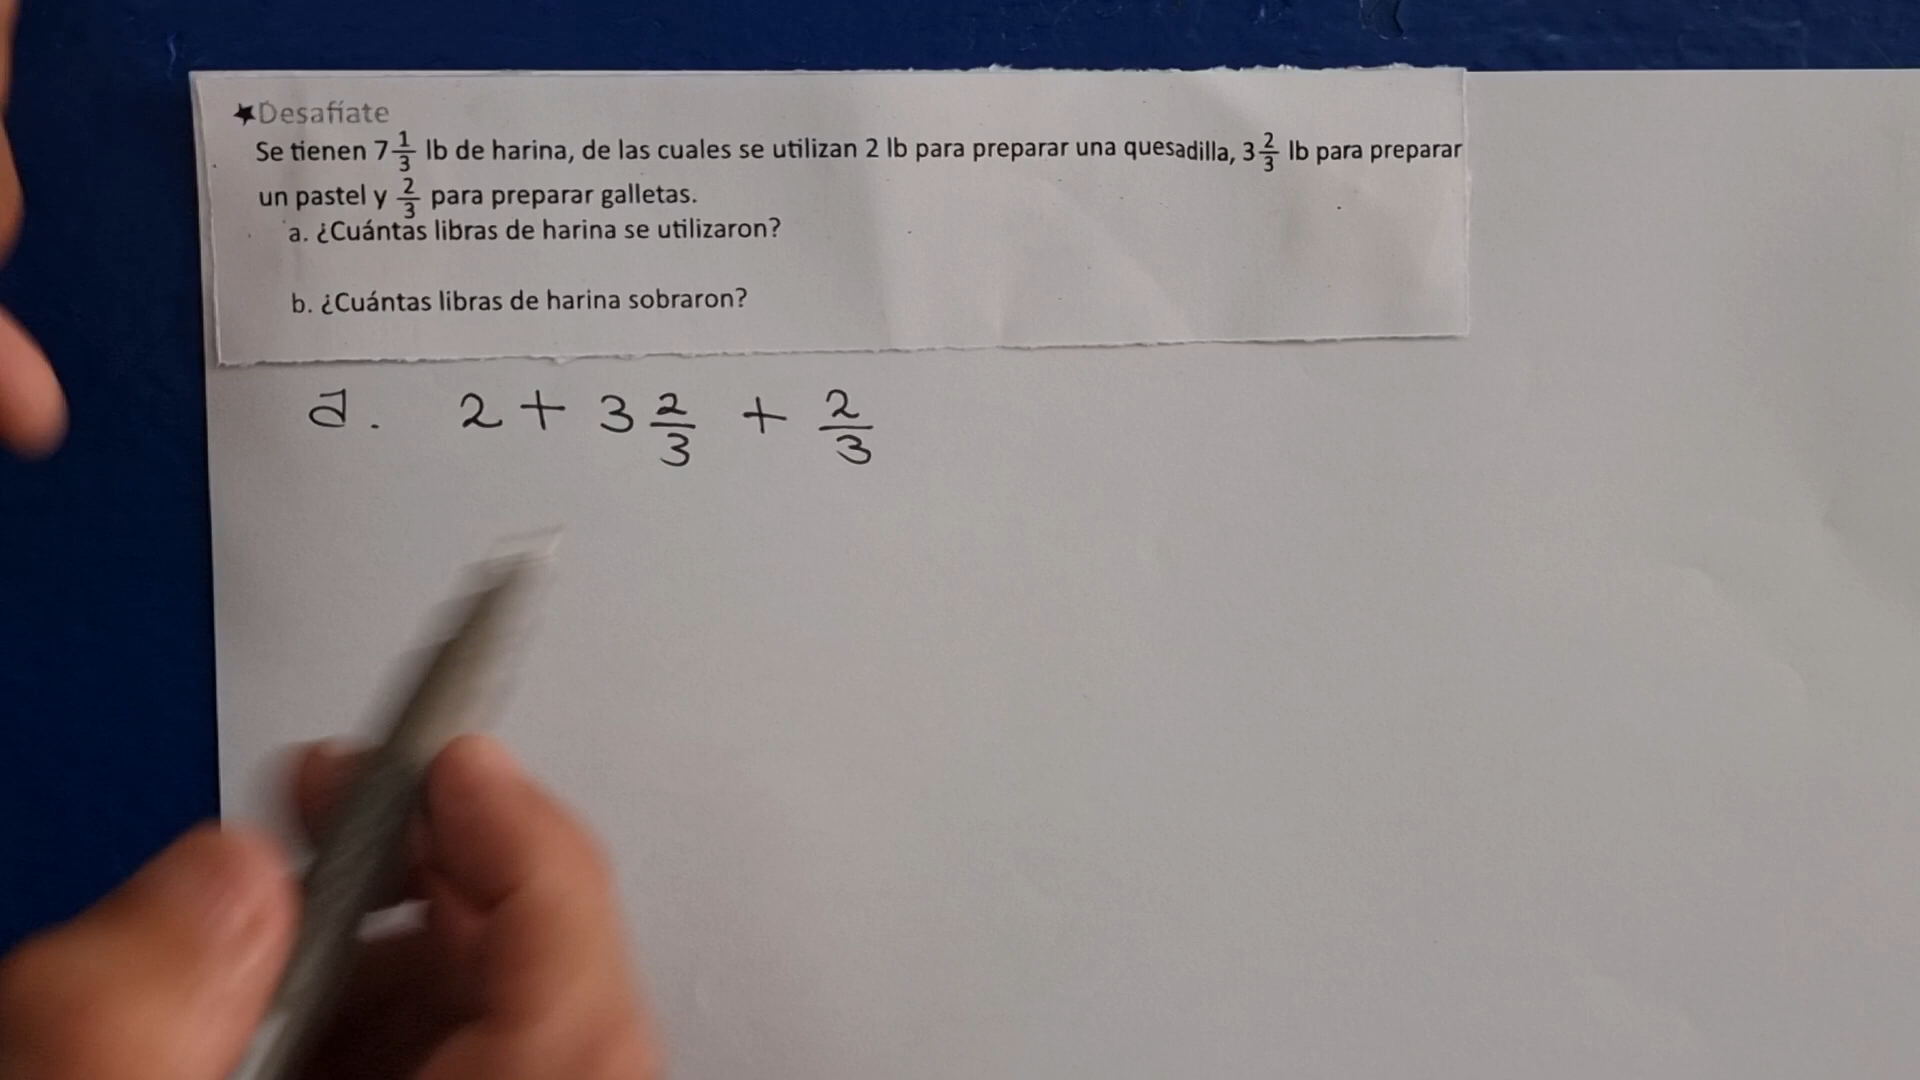 ★Desafíate
Se tienen 7 1/3 lb de harina, de las cuales se utilizan 2 lb para preparar una quesadilla, 3 2/3 lb para preparar
un pastel y 2/3 para preparar galletas.
a. ¿Cuántas libras de harina se utilizaron?
b. ¿Cuántas libras de harina sobraron?
a. 2 + 3 2/3 + 2/3